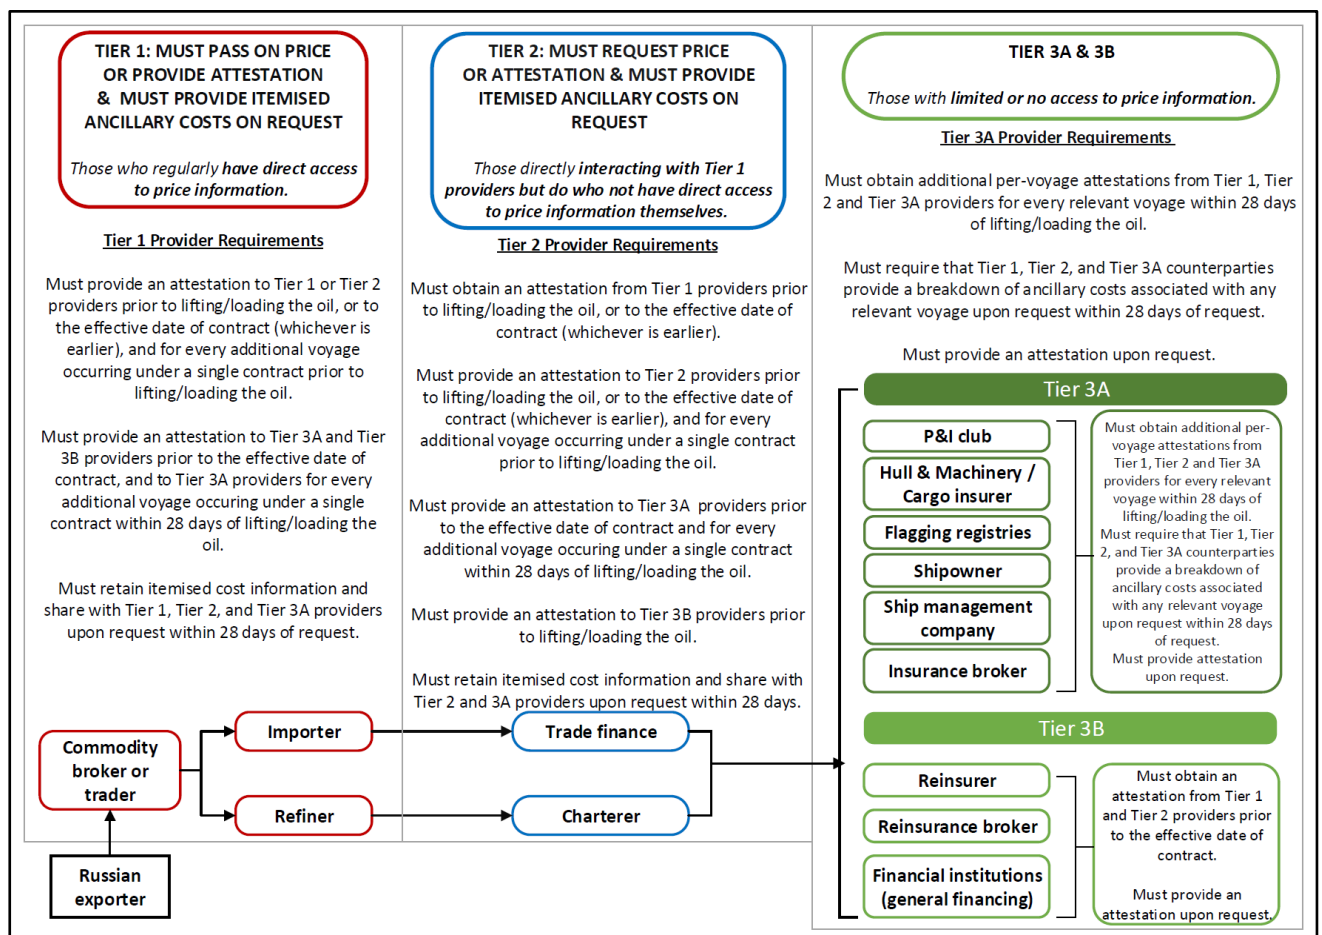 TIER 1: MUST PASS ON PRICE
OR PROVIDE ATTESTATION
& MUST PROVIDE ITEMISED
ANCILLARY COSTS ON REQUEST
Those who regularly have direct access
to price information.
Tier 1 Provider Requirements
Must provide an attestation to Tier 1 or Tier 2
providers prior to lifting/loading the oil, or to
the effective date of contract (whichever is
earlier), and for every additional voyage
occurring under a single contract prior to
lifting/loading the oil.
Must provide an attestation to Tier 3A and Tier
3B providers prior to the effective date of
contract, and to Tier 3A providers for every
additional voyage occuring under a single
contract within 28 days of lifting/loading the
oil.
Must retain itemised cost information and
share with Tier 1, Tier 2, and Tier 3A providers
upon request within 28 days of request.
TIER 2: MUST REQUEST PRICE
OR ATTESTATION & MUST PROVIDE
ITEMISED ANCILLARY COSTS ON
REQUEST
Those directly interacting with Tier 1
providers but do who not have direct access
to price information themselves.
Tier 2 Provider Requirements
Must obtain an attestation from Tier 1 providers prior
to lifting/loading the oil, or to the effective date of
contract (whichever is earlier).
Must provide an attestation to Tier 2 providers prior
to lifting/loading the oil, or to the effective date of
contract (whichever is earlier), and for every
additional voyage occurring under a single contract
prior to lifting/loading the oil.
Must provide an attestation to Tier 3A providers prior
to the effective date of contract and for every
additional voyage occuring under a single contract
within 28 days of lifting/loading the oil.
Must provide an attestation to Tier 3B providers prior
to lifting/loading the oil.
Must retain itemised cost information and share with
Tier 2 and 3A providers upon request within 28 days.
TIER 3A & 3B
Those with limited or no access to price information.
Tier 3A Provider Requirements
Must obtain additional per-voyage attestations from Tier 1, Tier
2 and Tier 3A providers for every relevant voyage within 28 days
of lifting/loading the oil.
Must require that Tier 1, Tier 2, and Tier 3A counterparties
provide a breakdown of ancillary costs associated with any
relevant voyage upon request within 28 days of request.
Must provide an attestation upon request.
Tier 3A
P&I club
Hull & Machinery /
Cargo insurer
Flagging registries
Shipowner
Ship management
company
Insurance broker
Must obtain additional per-
voyage attestations from
Tier 1, Tier 2 and Tier 3A
providers for every relevant
voyage within 28 days of
lifting/loading the oil.
Must require that Tier 1, Tier
2, and Tier 3A counterparties
provide a breakdown of
ancillary costs associated
with any relevant voyage
upon request within 28 days
of request.
Must provide attestation
upon request.
Tier 3B
Reinsurer
Reinsurance broker
Financial institutions
(general financing)
Must obtain an
attestation from Tier 1
and Tier 2 providers prior
to the effective date of
contract.
Must provide an
attestation upon request.
Commodity
broker or
trader
Importer
Refiner
Trade finance
Charterer
Russian
exporter